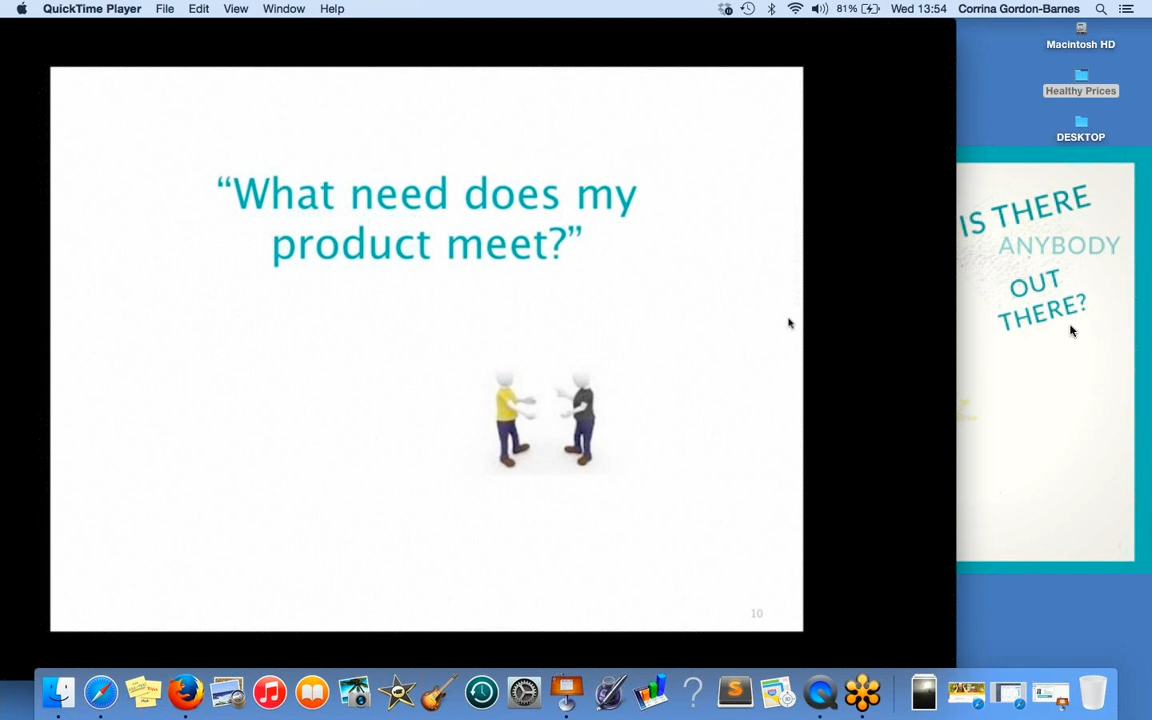 QuickTime Player File Edit View Window Help 81% Wed 13:54 Corrina Gordon-Barnes
Macintosh HD
Healthy Prices
DESKTOP
“What need does my
product meet?”
10
IS THERE
ANYBODY
OUT
THERE?